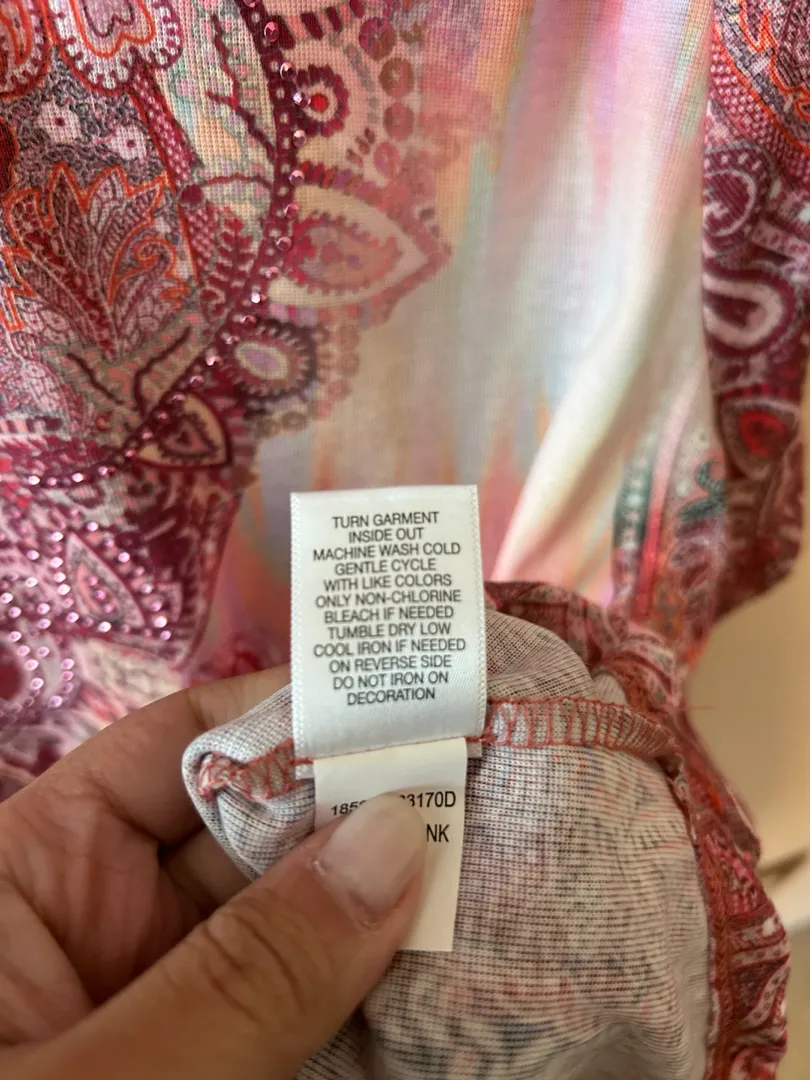 TURN GARMENT
INSIDE OUT
MACHINE WASH COLD
GENTLE CYCLE
WITH LIKE COLORS
ONLY NON-CHLORINE
BLEACH IF NEEDED
TUMBLE DRY LOW
COOL IRON IF NEEDED
ON REVERSE SIDE
DO NOT IRON ON
DECORATION